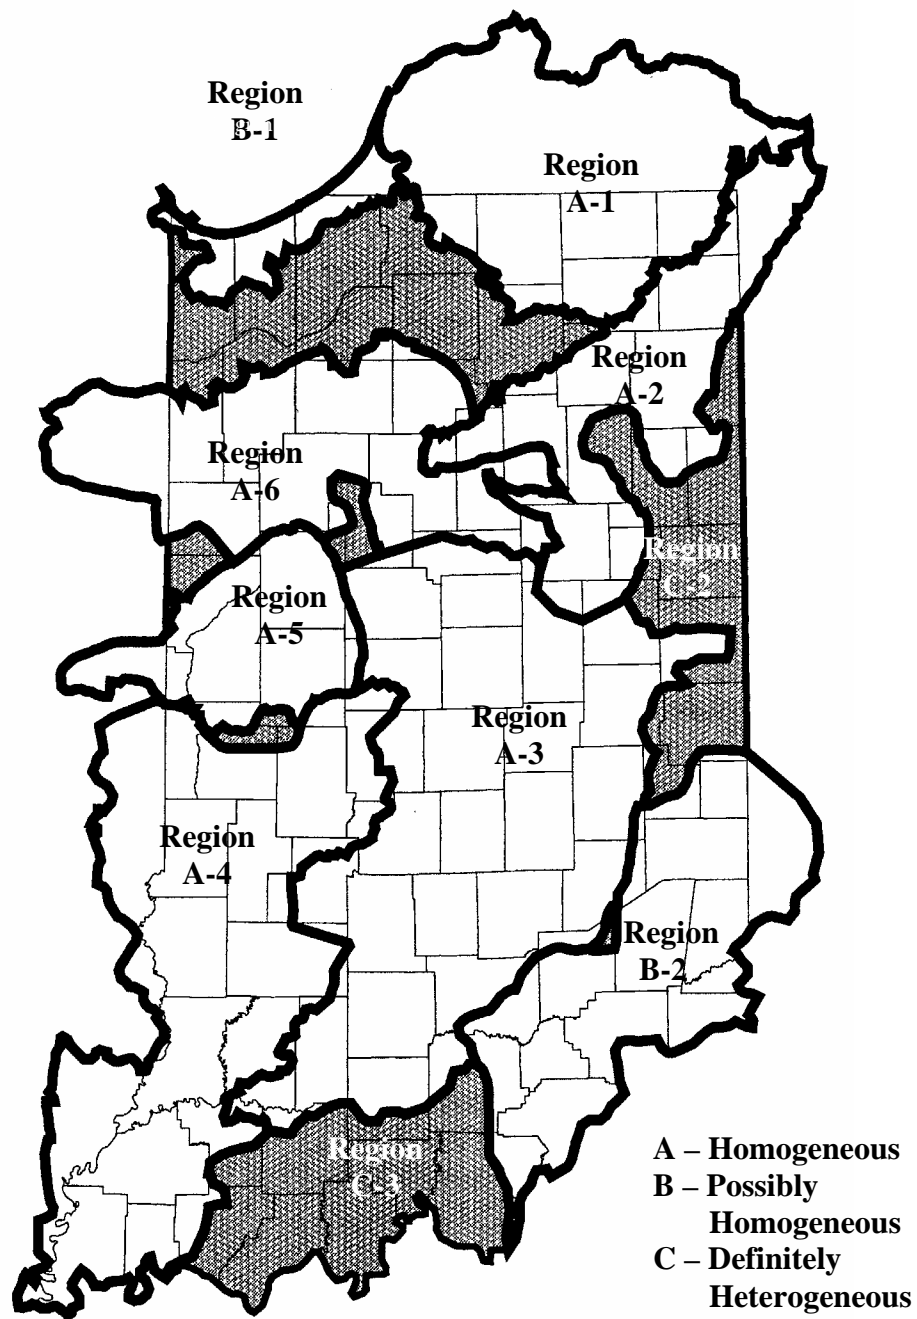 Region
B-1
Region
A-1
Region
A-2
Region
A-6
Region
C-2
Region
A-5
Region
A-3
Region
A-4
Region
B-2
Region
C-3
A – Homogeneous
B – Possibly
Homogeneous
C – Definitely
Heterogeneous